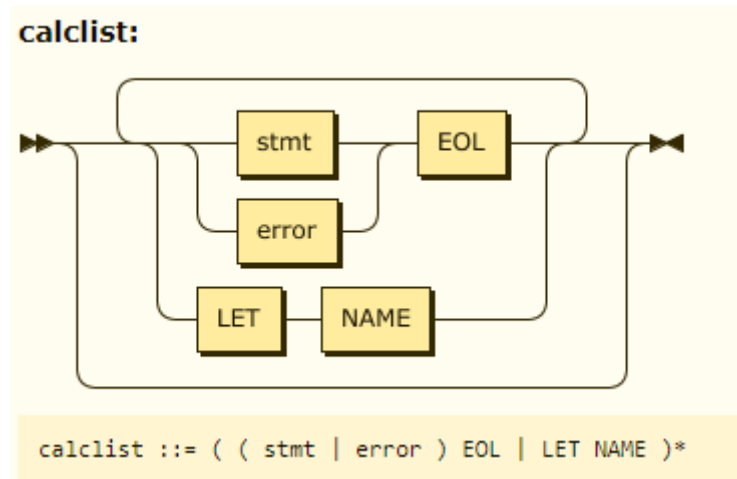 calclist:
stmt EOL
error
LET NAME
calclist ::= ( ( stmt | error ) EOL | LET NAME )*